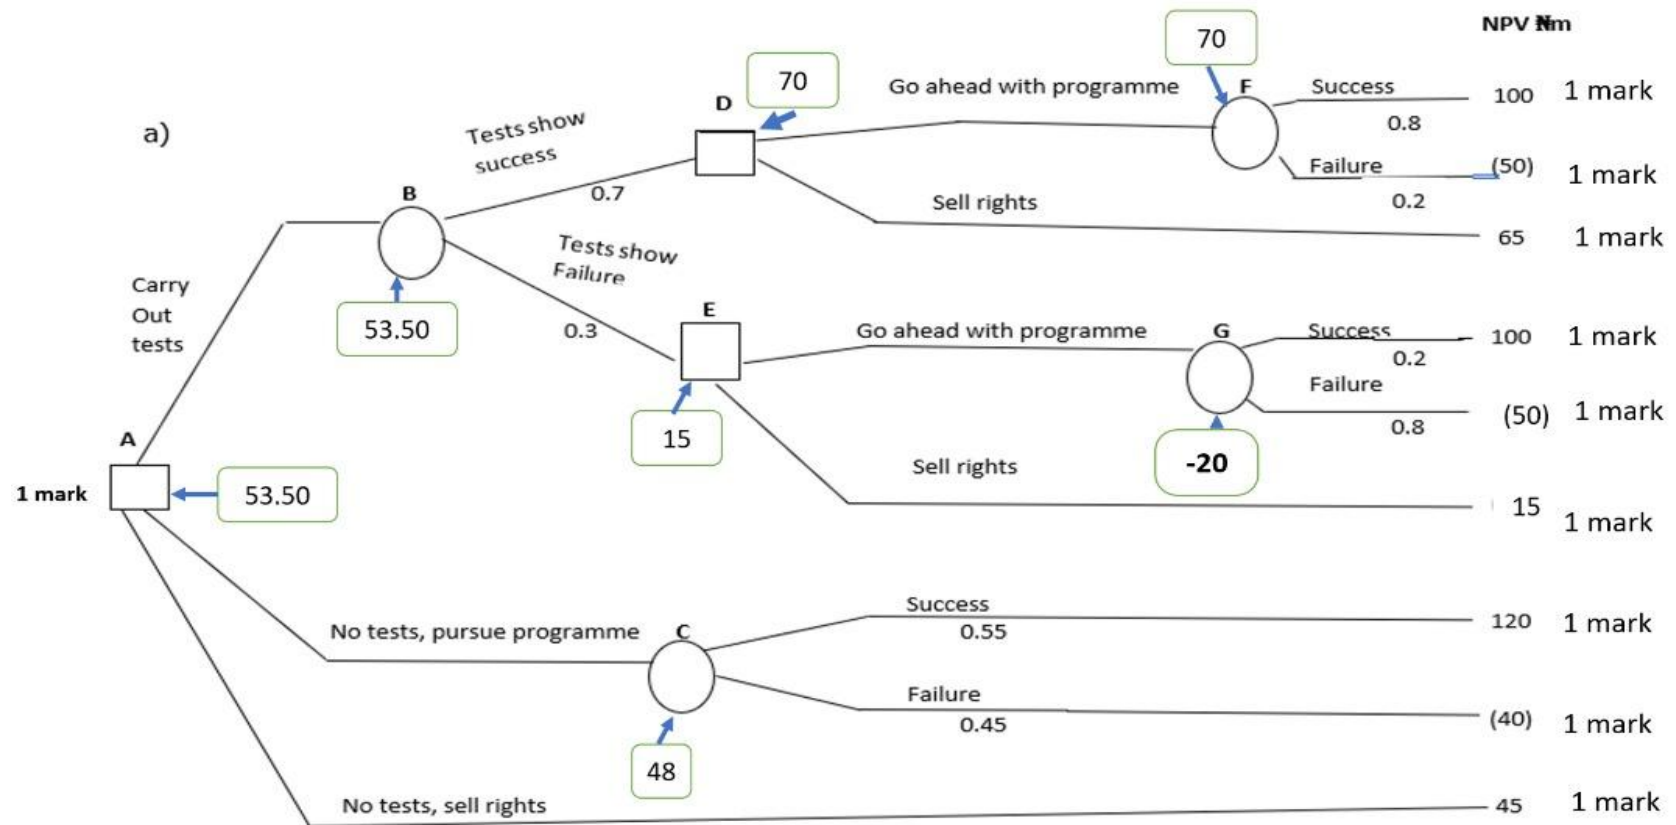 NPV ₦m
a)
Carry
Out
tests
A
1 mark
53.50
B
53.50
Tests show
success
0.7
Tests show
Failure
0.3
D
70
Go ahead with programme
70
F
Success
0.8
100 1 mark
Failure
0.2
(50) 1 mark
Sell rights
65 1 mark
E
15
Go ahead with programme
G
-20
Success
0.2
100 1 mark
Failure
0.8
(50) 1 mark
Sell rights
15 1 mark
No tests, pursue programme
C
48
Success
0.55
120 1 mark
Failure
0.45
(40) 1 mark
No tests, sell rights
45 1 mark